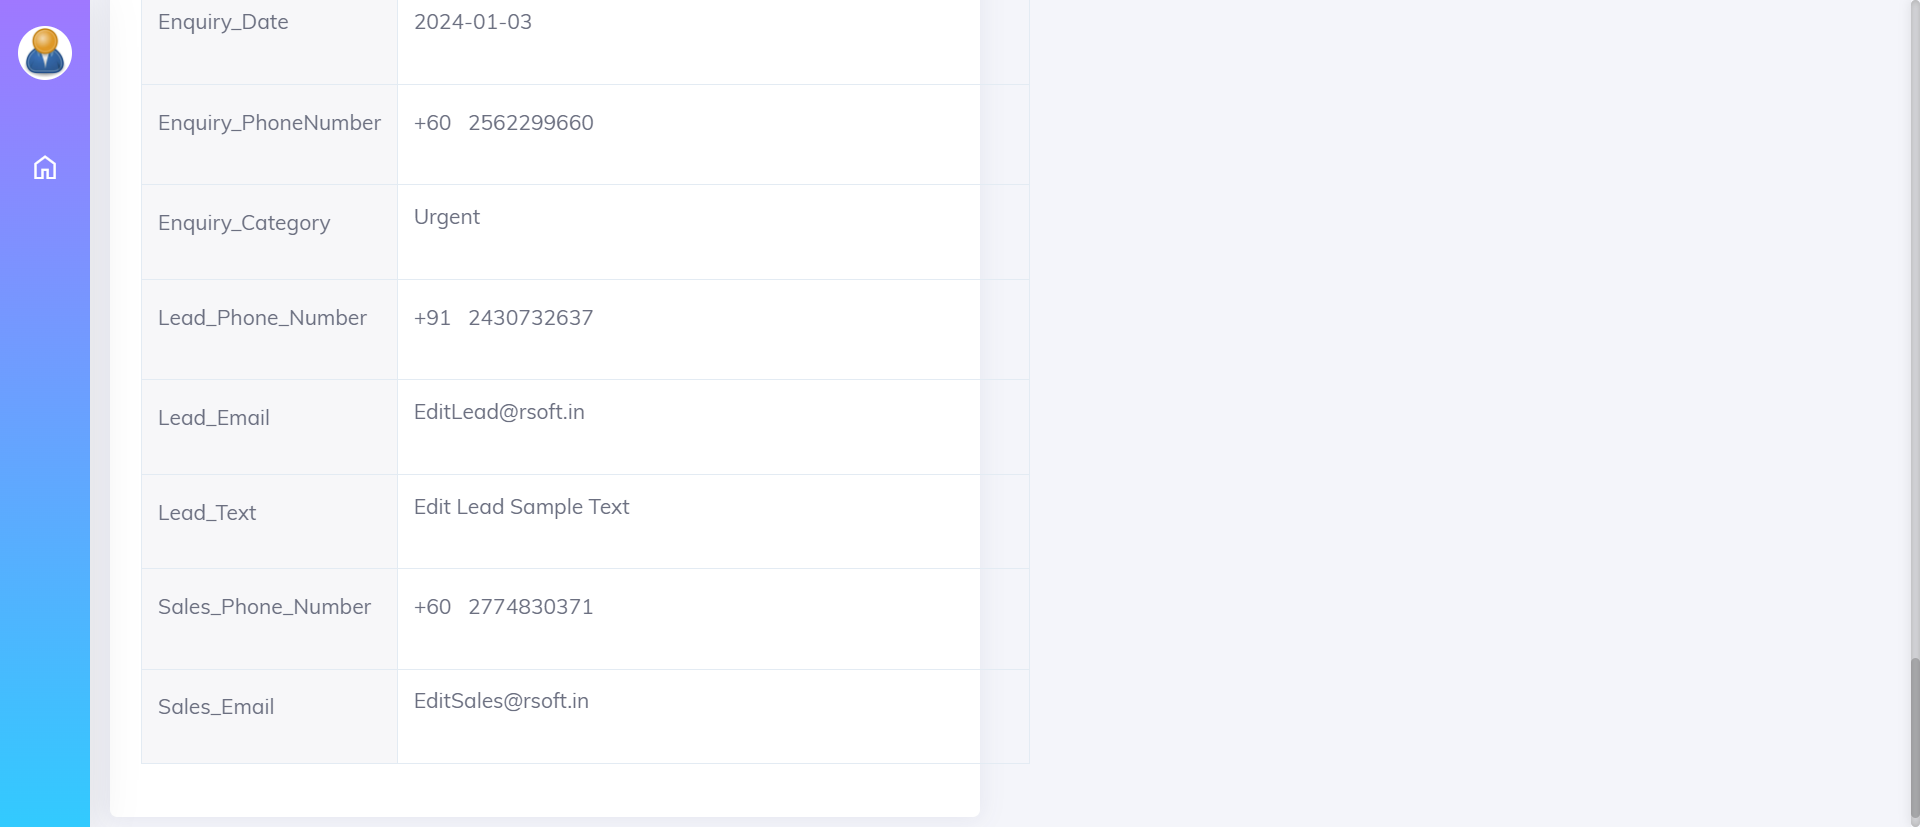 Enquiry_Date 2024-01-03
Enquiry_PhoneNumber +60 2562299660
Enquiry_Category Urgent
Lead_Phone_Number +91 2430732637
Lead_Email EditLead@rsoft.in
Lead_Text Edit Lead Sample Text
Sales_Phone_Number +60 2774830371
Sales_Email EditSales@rsoft.in